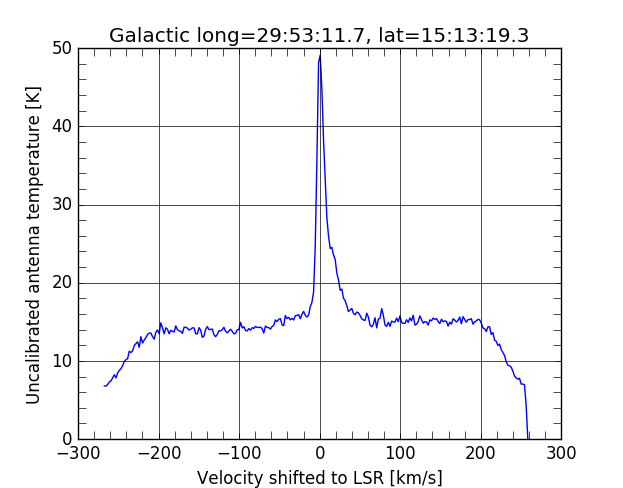 Galactic long=29:53:11.7, lat=15:13:19.3
Uncalibrated antenna temperature [K]
50
40
30
20
10
0
−300 −200 −100 0 100 200 300
Velocity shifted to LSR [km/s]